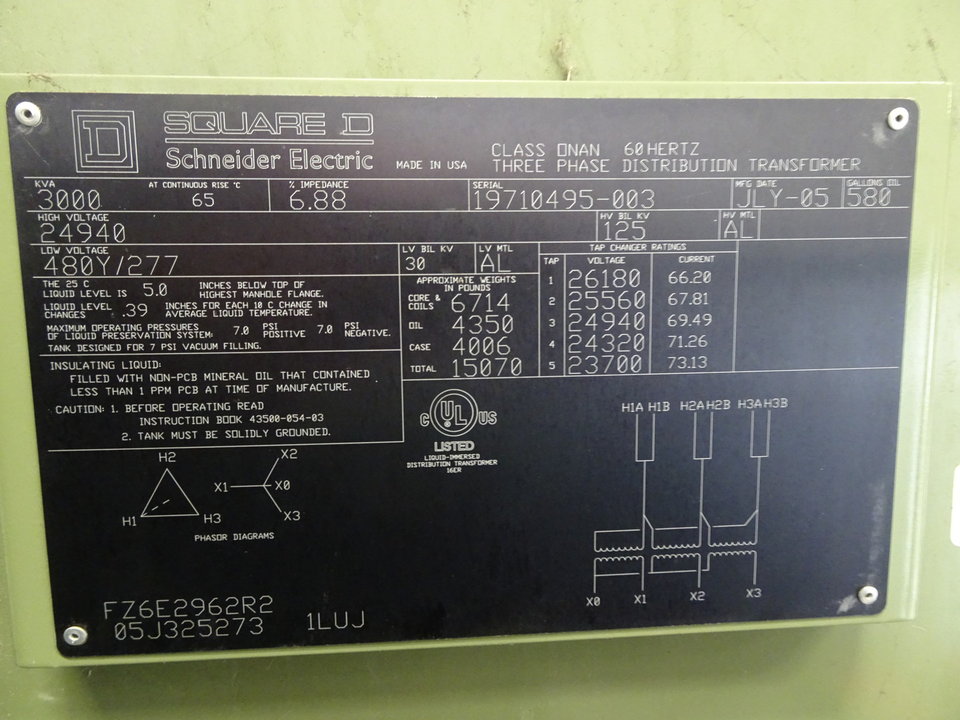 D SQUARE D
Schneider Electric MADE IN USA
CLASS ONAN 60HERTZ
THREE PHASE DISTRIBUTION TRANSFORMER
KVA 3000
AT CONTINUOUS RISE °C 65
% IMPEDANCE 6.88
SERIAL 19710495-003
MFG DATE JLY-05
GALLONS OIL 580
HIGH VOLTAGE 24940
HV BIL KV 125
HV MTL AL
LOW VOLTAGE 480Y/277
LV BIL KV 30
LV MTL AL
TAP CHANGER RATINGS
TAP VOLTAGE CURRENT
1 26180 66.20
2 25560 67.81
3 24940 69.49
4 24320 71.26
5 23700 73.13
THE 25 C LIQUID LEVEL IS 5.0 INCHES BELOW TOP OF HIGHEST MANHOLE FLANGE.
LIQUID LEVEL CHANGES .39 INCHES FOR EACH 10 C CHANGE IN AVERAGE LIQUID TEMPERATURE.
MAXIMUM OPERATING PRESSURES OF LIQUID PRESERVATION SYSTEM: 7.0 PSI POSITIVE 7.0 PSI NEGATIVE.
TANK DESIGNED FOR 7 PSI VACUUM FILLING.
APPROXIMATE WEIGHTS
IN POUNDS
CORE & COILS 6714
OIL 4350
CASE 4006
TOTAL 15070
INSULATING LIQUID:
FILLED WITH NON-PCB MINERAL OIL THAT CONTAINED
LESS THAN 1 PPM PCB AT TIME OF MANUFACTURE.
CAUTION: 1. BEFORE OPERATING READ
INSTRUCTION BOOK 43500-054-03
2. TANK MUST BE SOLIDLY GROUNDED.
C UL US
LISTED
LIQUID-IMMERSED
DISTRIBUTION TRANSFORMER
16ER
H1A H1B H2A H2B H3A H3B
H2
H1 H3
X2
X1 X0
X3
PHASOR DIAGRAMS
X0 X1 X2 X3
FZ6E2962R2
05J325273 1LUJ